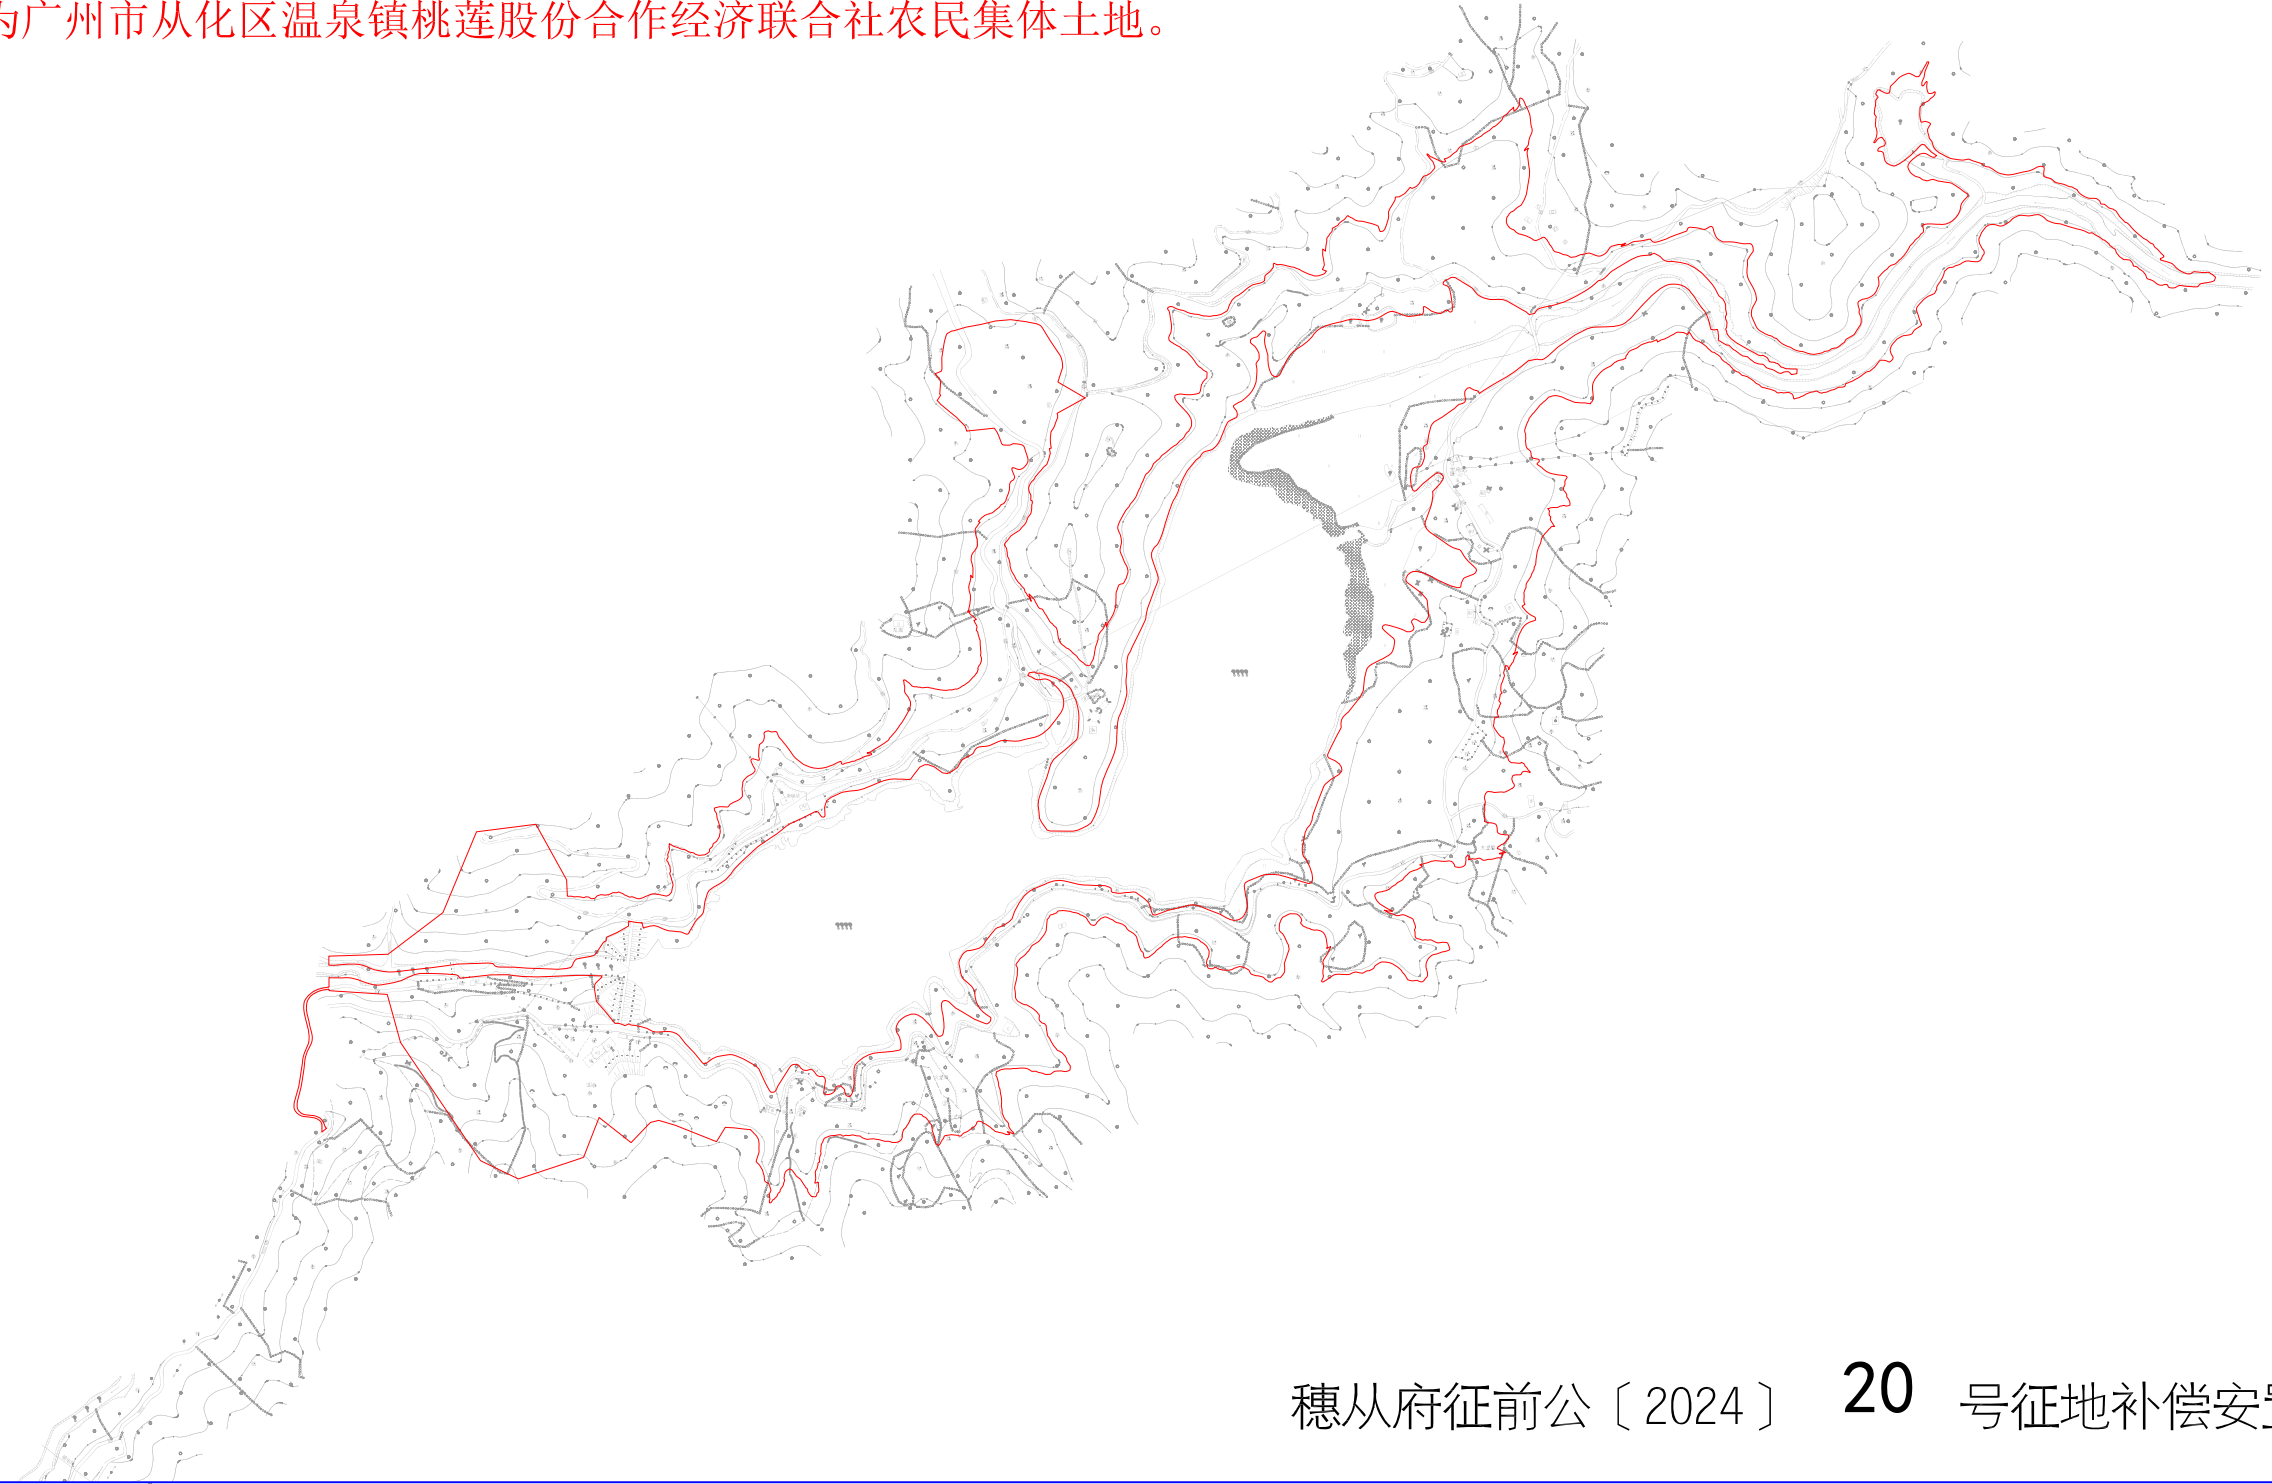 为广州市从化区温泉镇桃莲股份合作经济联合社农民集体土地。
穗从府征前公〔2024〕 20 号征地补偿安